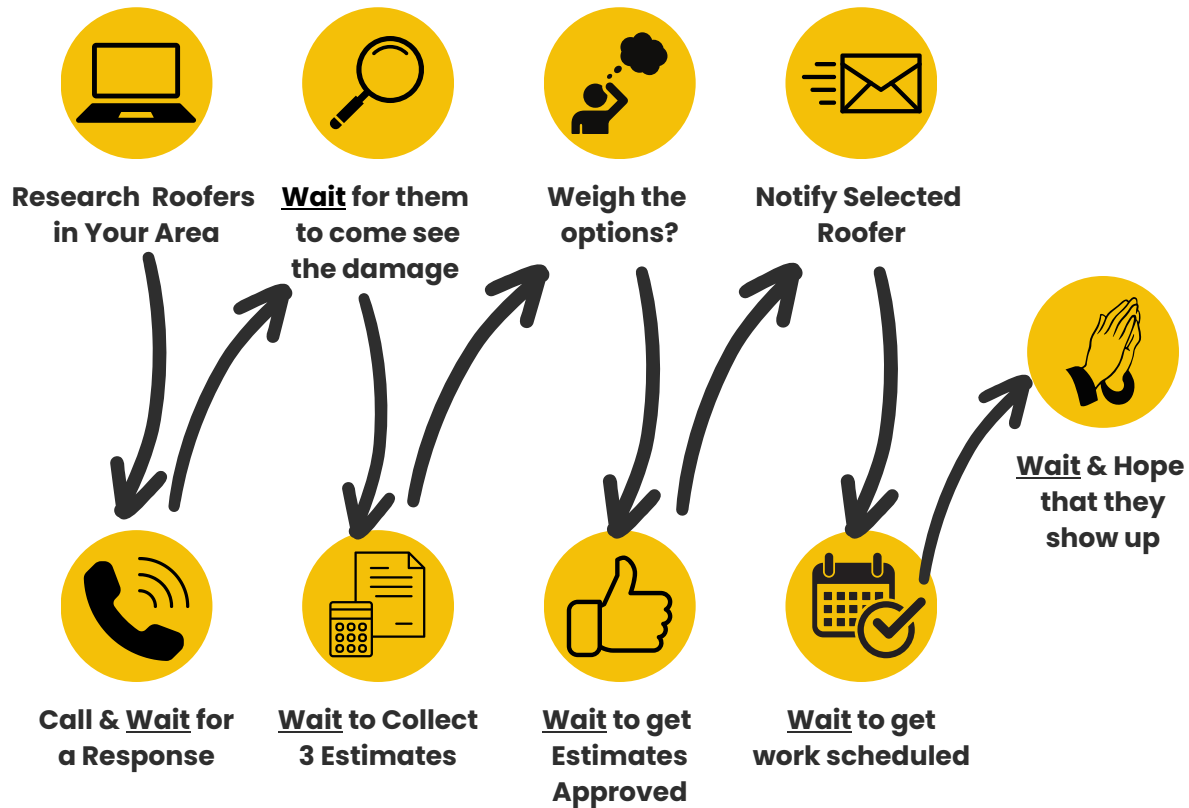 Research Roofers
in Your Area
Call & Wait for
a Response
Wait for them
to come see
the damage
Wait to Collect
3 Estimates
Weigh the
options?
Wait to get
Estimates
Approved
Notify Selected
Roofer
Wait to get
work scheduled
Wait & Hope
that they
show up